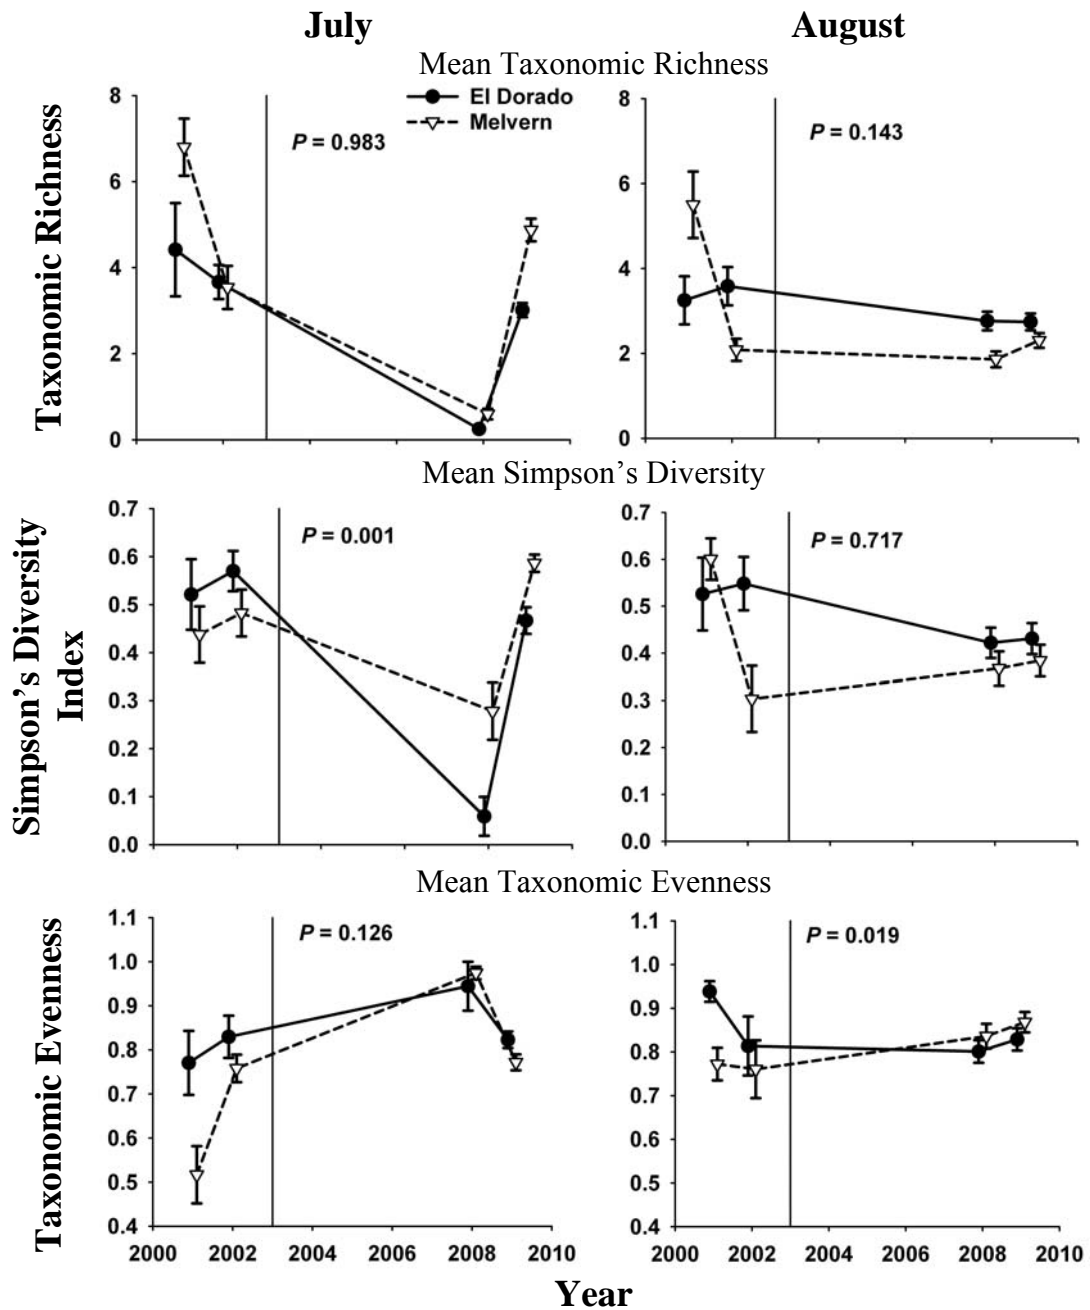 July
August
Mean Taxonomic Richness
El Dorado
Melvern
Taxonomic Richness
8
6
4
2
0
P = 0.983
8
6
4
2
0
P = 0.143
Mean Simpson's Diversity
Simpson's Diversity
Index
0.7
0.6
0.5
0.4
0.3
0.2
0.1
0.0
P = 0.001
0.7
0.6
0.5
0.4
0.3
0.2
0.1
0.0
P = 0.717
Mean Taxonomic Evenness
Taxonomic Evenness
1.1
1.0
0.9
0.8
0.7
0.6
0.5
0.4
P = 0.126
2000 2002 2004 2006 2008 2010
1.1
1.0
0.9
0.8
0.7
0.6
0.5
0.4
P = 0.019
2000 2002 2004 2006 2008 2010
Year